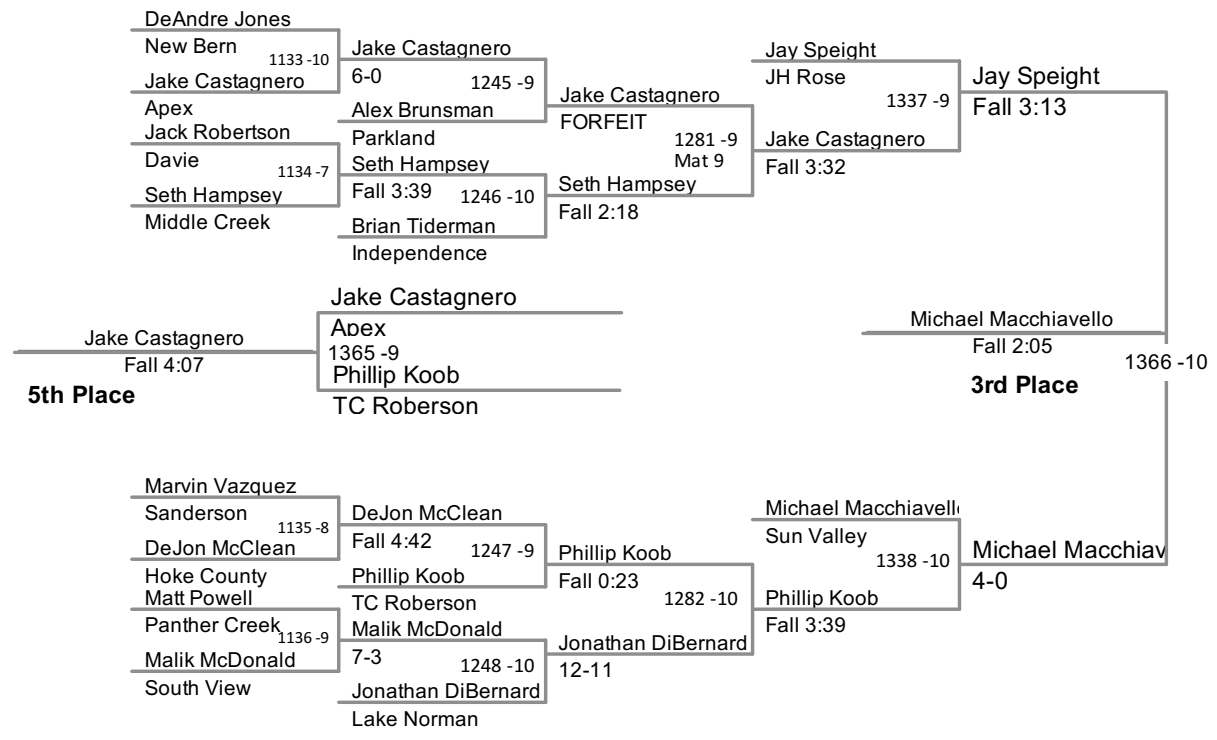 DeAndre Jones
New Bern
1133 -10
Jake Castagnero
Apex
Jake Castagnero
6-0
1245 -9
Alex Brunsman
Parkland
Jack Robertson
Davie
1134 -7
Seth Hampsey
Middle Creek
Seth Hampsey
Fall 3:39
1246 -10
Brian Tiderman
Independence
Jake Castagnero
FORFEIT
1281 -9
Mat 9
Seth Hampsey
Fall 2:18
Jay Speight
JH Rose
1337 -9
Jake Castagnero
Fall 3:32
Jay Speight
Fall 3:13
Jake Castagnero
Apex
1365 -9
Phillip Koob
TC Roberson
Jake Castagnero
Fall 4:07
5th Place
Michael Macchiavello
Fall 2:05
3rd Place
1366 -10
Marvin Vazquez
Sanderson
1135 -8
DeJon McClean
Hoke County
DeJon McClean
Fall 4:42
1247 -9
Phillip Koob
TC Roberson
Matt Powell
Panther Creek
1136 -9
Malik McDonald
South View
Malik McDonald
7-3
1248 -10
Jonathan DiBernard
Lake Norman
Phillip Koob
Fall 0:23
1282 -10
Jonathan DiBernard
12-11
Michael Macchiavell
Sun Valley
1338 -10
Phillip Koob
Fall 3:39
Michael Macchiav
4-0